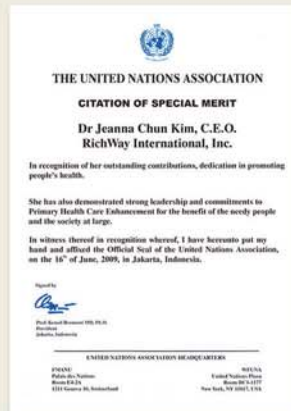 THE UNITED NATIONS ASSOCIATION
CITATION OF SPECIAL MERIT
Dr Jeanna Chun Kim, C.E.O.
RichWay International, Inc.
In recognition of her outstanding contributions, dedication in promoting
people's health.
She has also demonstrated strong leadership and commitments to
Primary Health Care Enhancement for the benefit of the needy people
and the society at large.
In witness thereof in recognition whereof, I have hereunto put my
hand and affixed the Official Seal of the United Nations Association,
on the 16th of June, 2009, in Jakarta, Indonesia.
Signed by
President
Jakarta, Indonesia
UNITED NATIONS ASSOCIATION HEADQUARTERS
Palais des Nations
United Nations Plaza
New York, NY 10017, USA